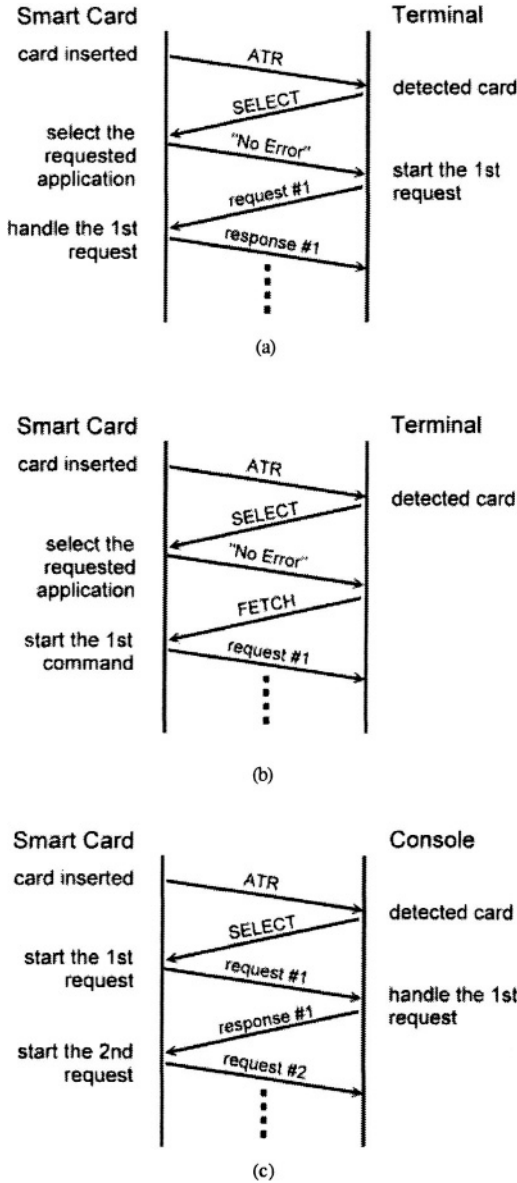 Smart Card Terminal
card inserted
ATR
detected card
SELECT
select the
requested
application
"No Error"
start the 1st
request
request #1
handle the 1st
request
response #1
(a)
Smart Card Terminal
card inserted
ATR
detected card
SELECT
select the
requested
application
"No Error"
FETCH
start the 1st
command
request #1
(b)
Smart Card Console
card inserted
ATR
detected card
SELECT
start the 1st
request
request #1
handle the 1st
request
response #1
start the 2nd
request
request #2
(c)